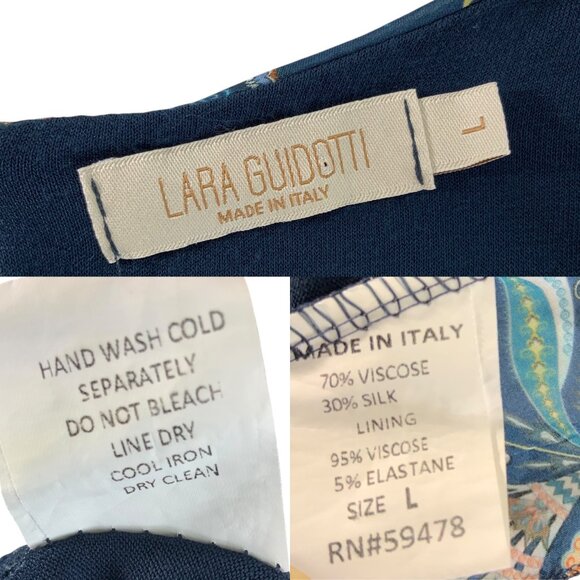 LARA GUIDOTTI
MADE IN ITALY
L
HAND WASH COLD
SEPARATELY
DO NOT BLEACH
LINE DRY
COOL IRON
DRY CLEAN
MADE IN ITALY
70% VISCOSE
30% SILK
LINING
95% VISCOSE
5% ELASTANE
SIZE L
RN#59478